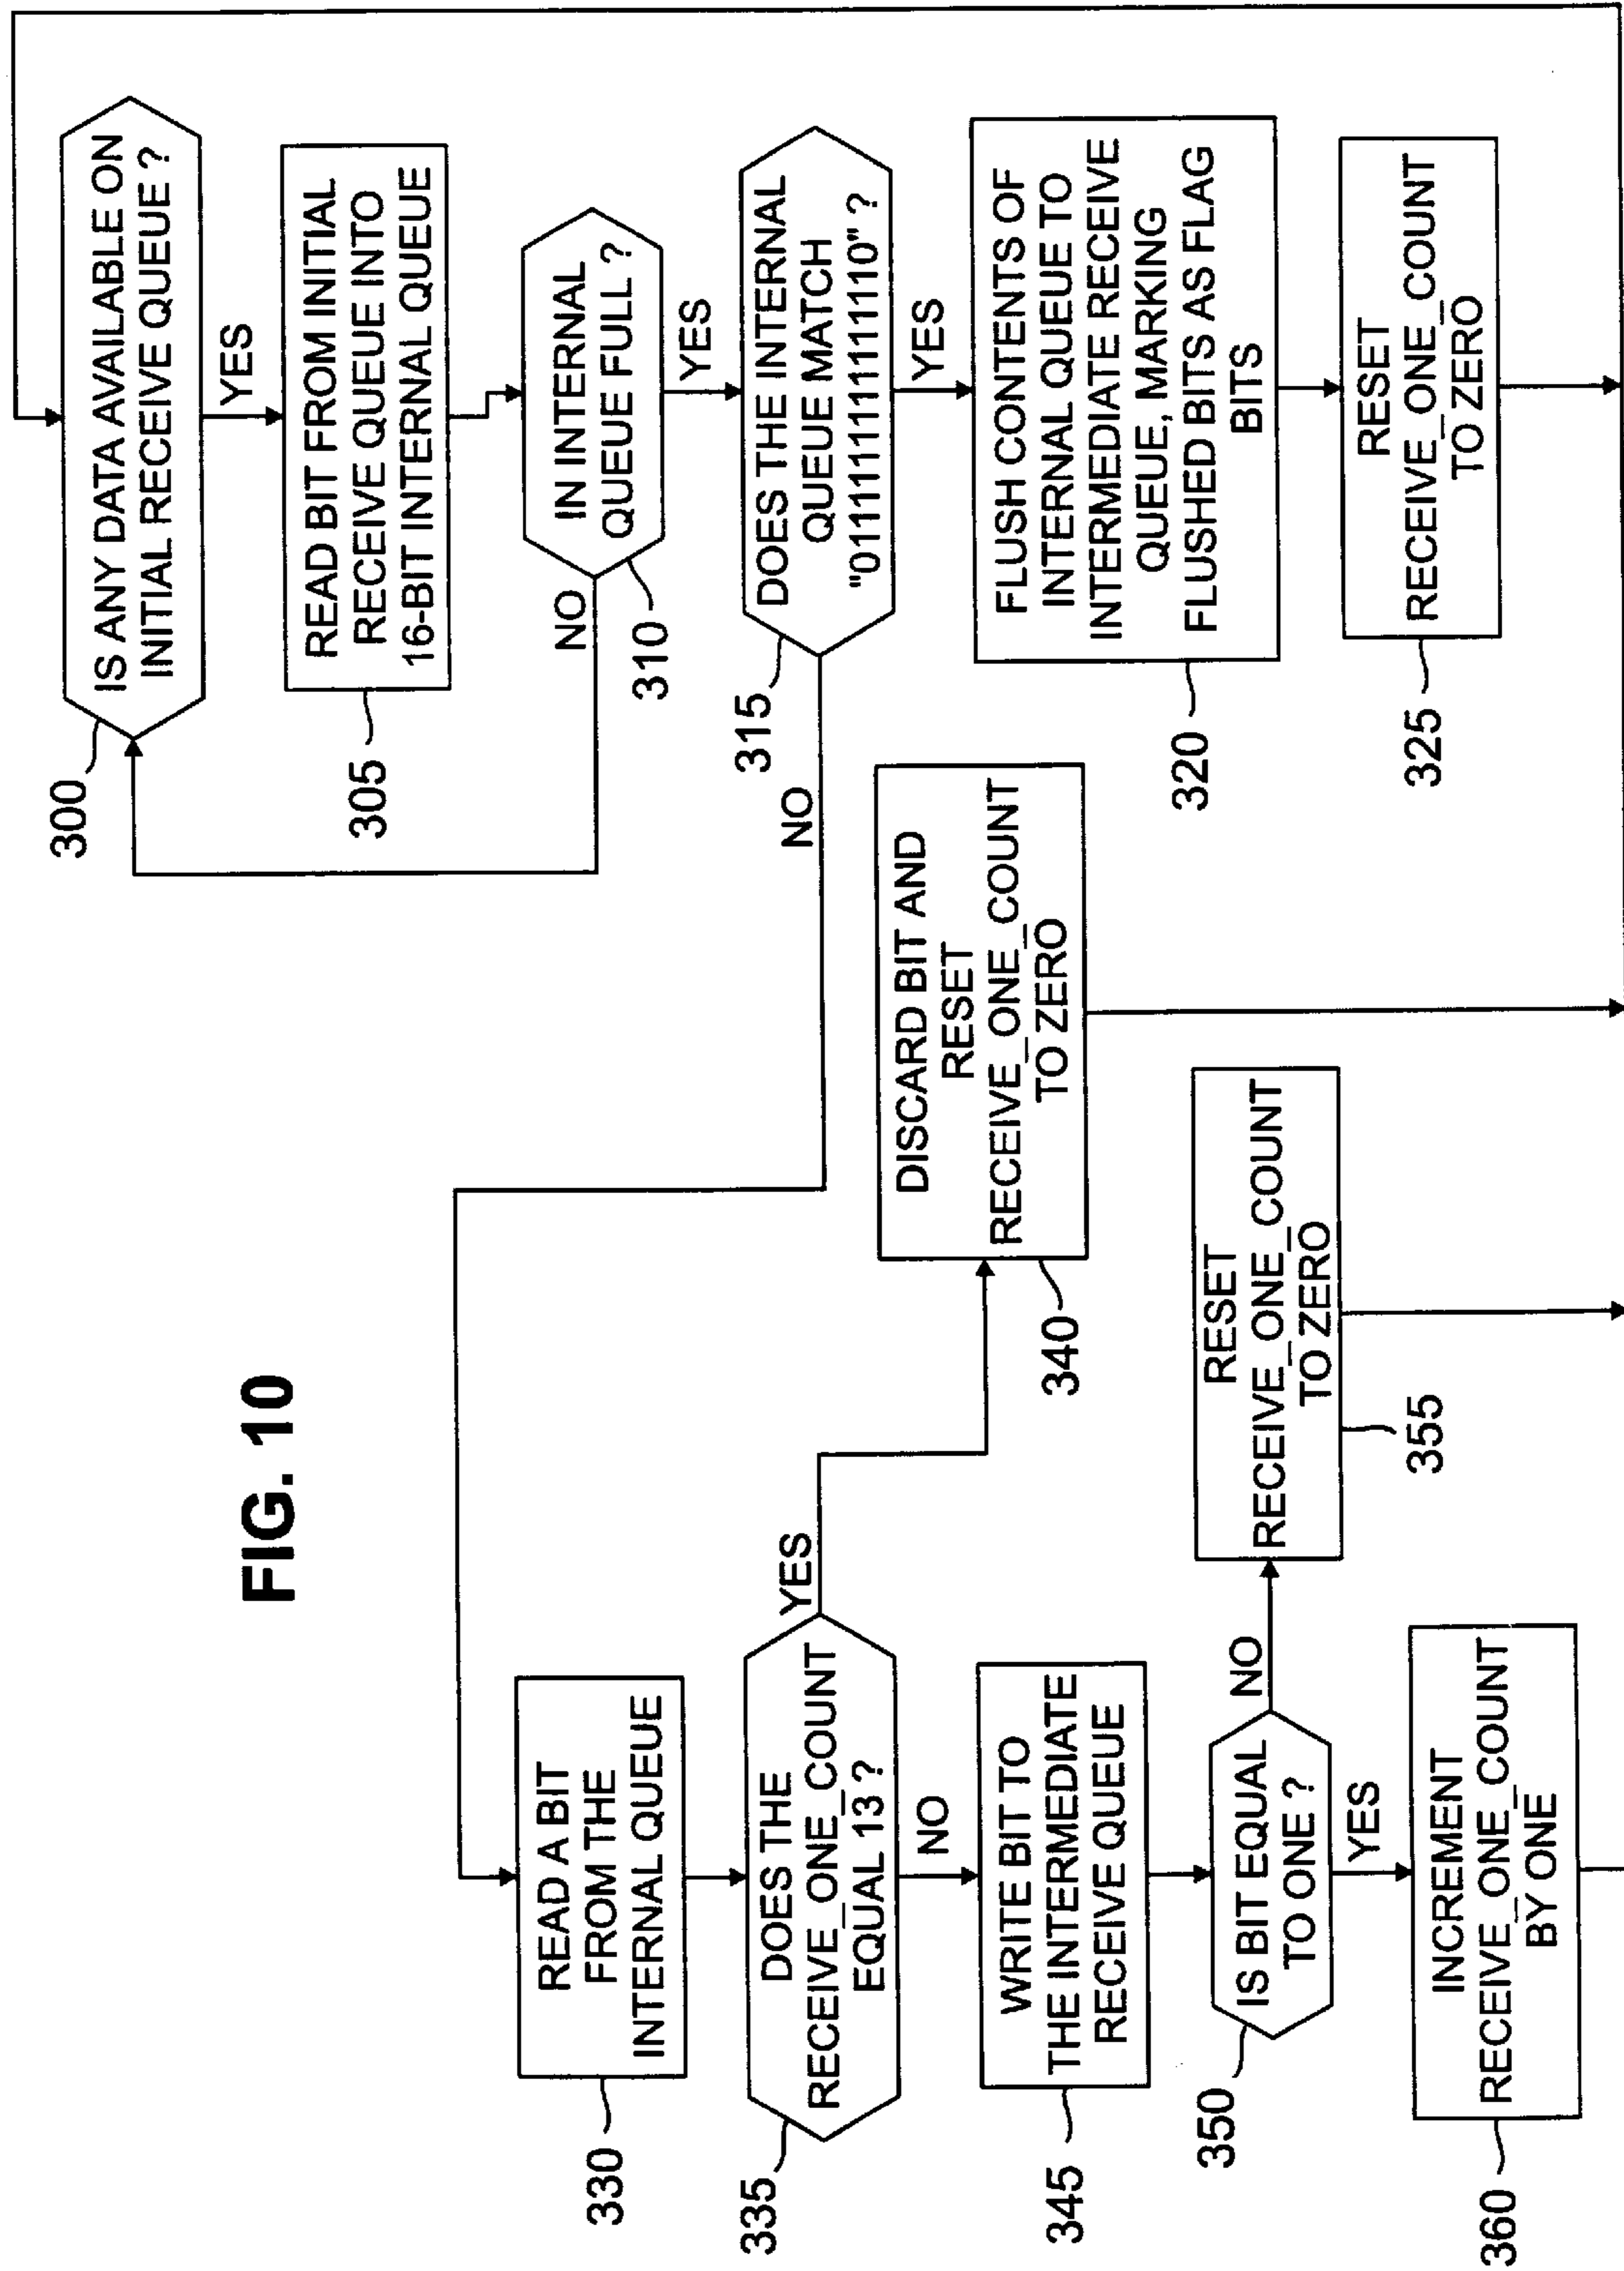 FIG. 10
300
IS ANY DATA AVAILABLE ON
INITIAL RECEIVE QUEUE ?
YES
305
READ BIT FROM INITIAL
RECEIVE QUEUE INTO
16-BIT INTERNAL QUEUE
310
IN INTERNAL
QUEUE FULL ?
NO
YES
315
DOES THE INTERNAL
QUEUE MATCH
"0111111111111110" ?
NO
YES
320
FLUSH CONTENTS OF
INTERNAL QUEUE TO
INTERMEDIATE RECEIVE
QUEUE, MARKING
FLUSHED BITS AS FLAG
BITS
325
RESET
RECEIVE_ONE_COUNT
TO ZERO
330
READ A BIT
FROM THE
INTERNAL QUEUE
335
DOES THE
RECEIVE_ONE_COUNT
EQUAL 13 ?
YES
NO
340
DISCARD BIT AND
RESET
RECEIVE_ONE_COUNT
TO ZERO
345
WRITE BIT TO
THE INTERMEDIATE
RECEIVE QUEUE
350
IS BIT EQUAL
TO ONE ?
NO
YES
355
RESET
RECEIVE_ONE_COUNT
TO ZERO
360
INCREMENT
RECEIVE_ONE_COUNT
BY ONE